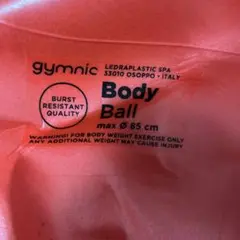 gymnic
LEDRAPLASTIC SPA
33010 OSOPPO - ITALY
BURST
RESISTANT
QUALITY
Body
Ball
max Ø 65 cm
WARNING! FOR BODY WEIGHT EXERCISE ONLY
ANY ADDITIONAL WEIGHT MAY CAUSE INJURY